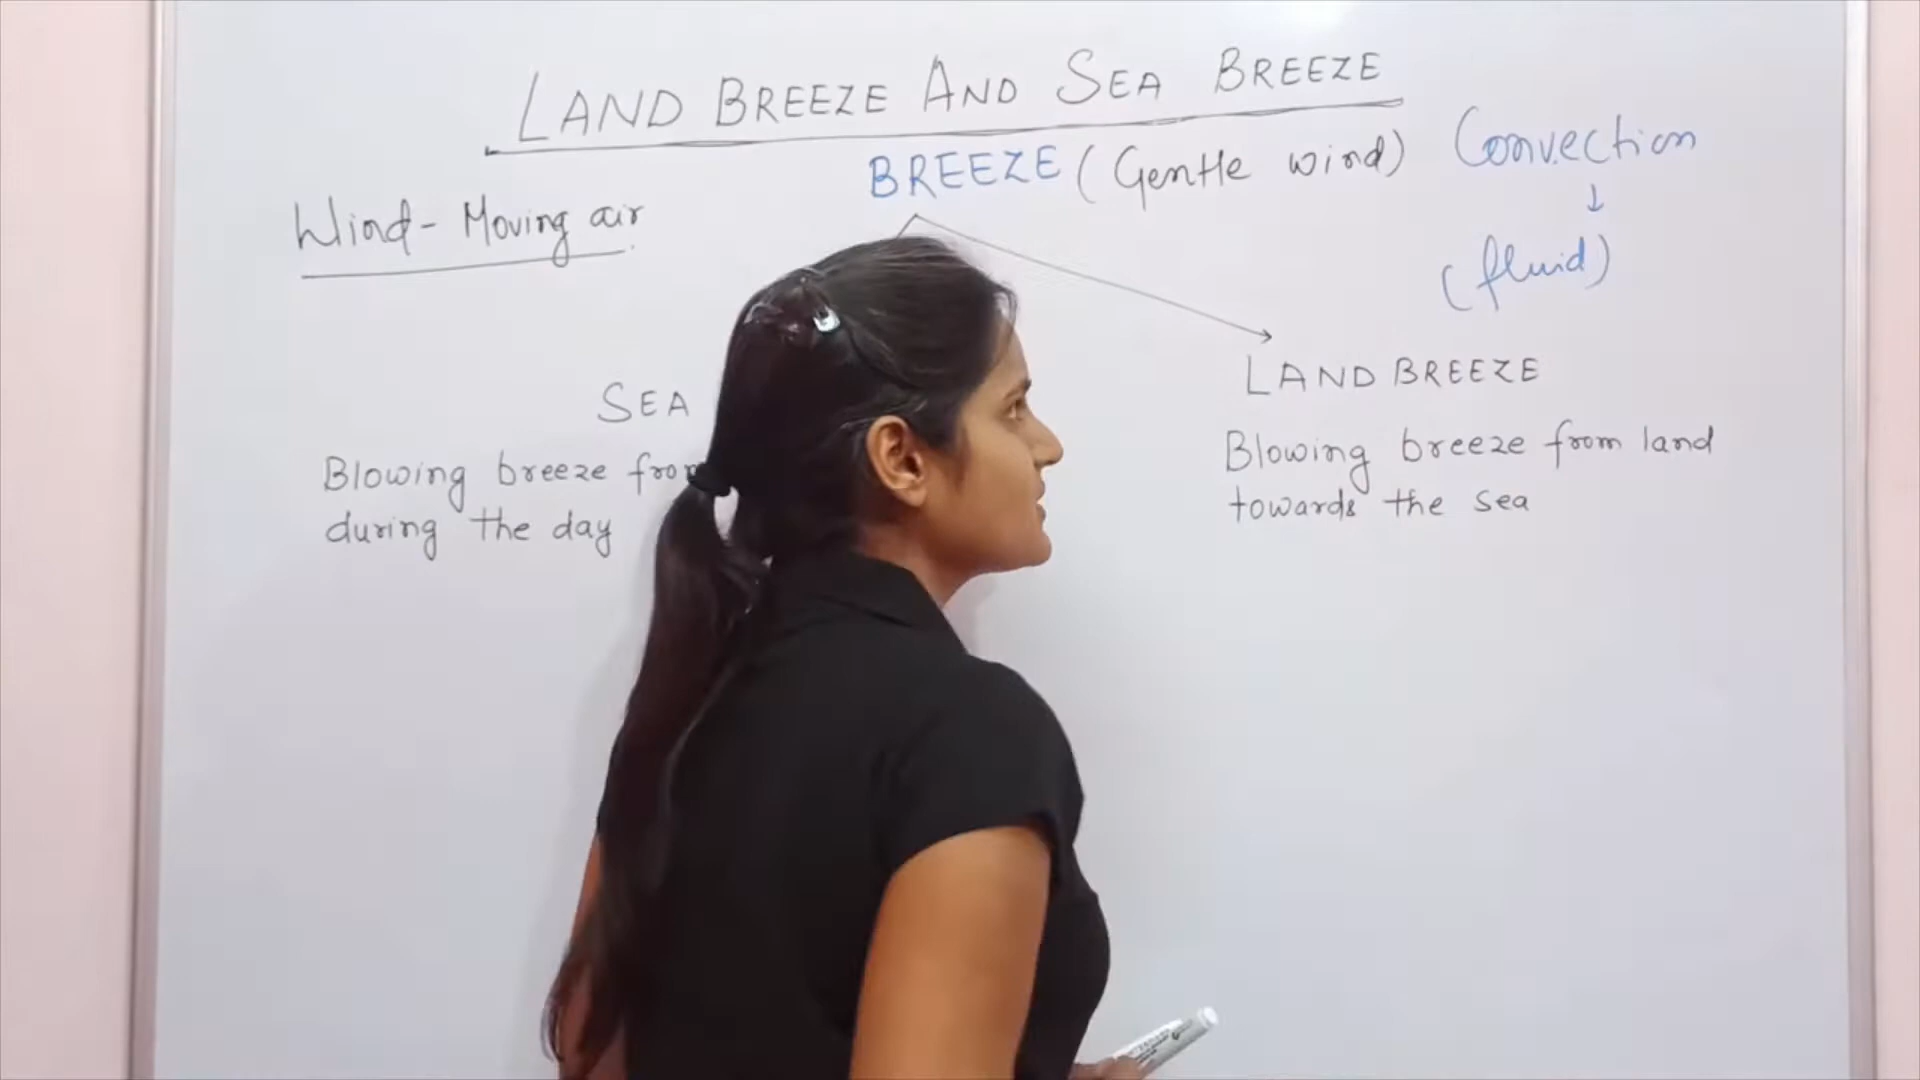 LAND BREEZE AND SEA BREEZE
BREEZE (Gentle wind)
Convection
↓
(fluid)
Wind - Moving air
SEA
Blowing breeze from
during the day
LAND BREEZE
Blowing breeze from land
towards the sea